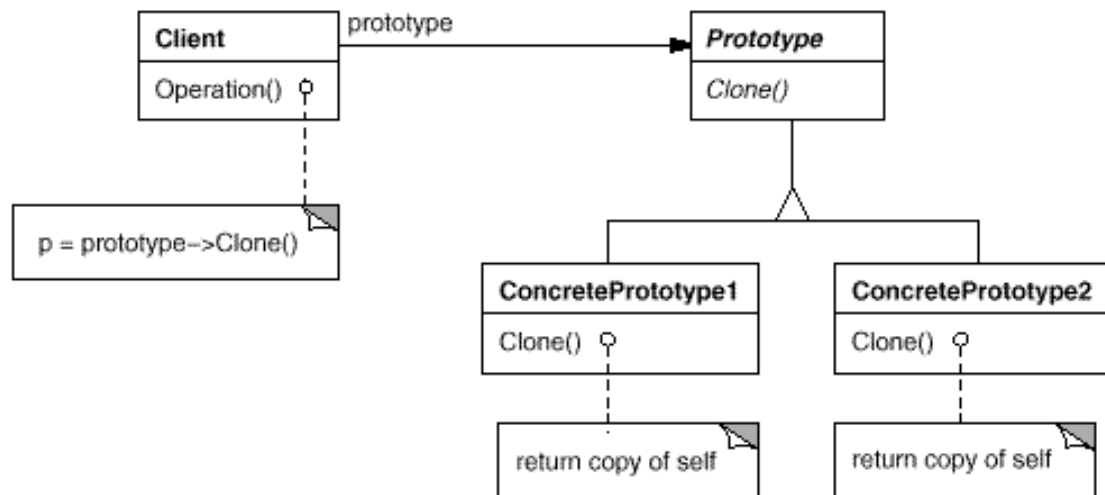 Client
Operation()
prototype
Prototype
Clone()
p = prototype->Clone()
ConcretePrototype1
Clone()
return copy of self
ConcretePrototype2
Clone()
return copy of self